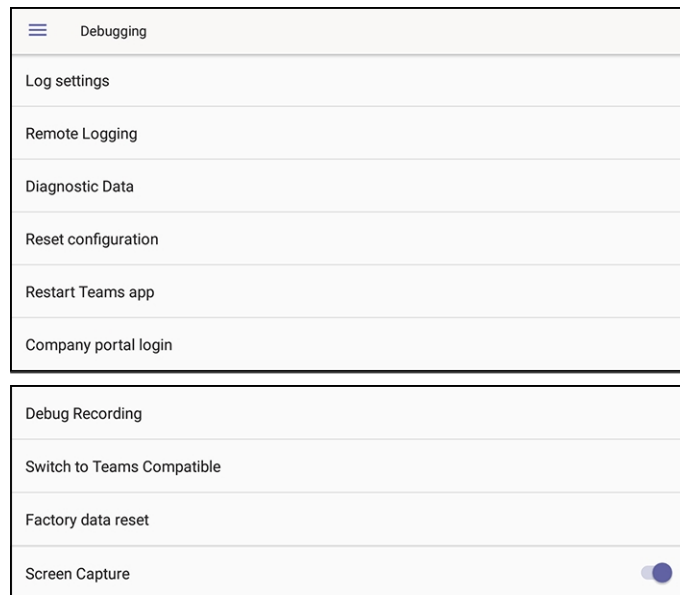 Debugging
Log settings
Remote Logging
Diagnostic Data
Reset configuration
Restart Teams app
Company portal login
Debug Recording
Switch to Teams Compatible
Factory data reset
Screen Capture